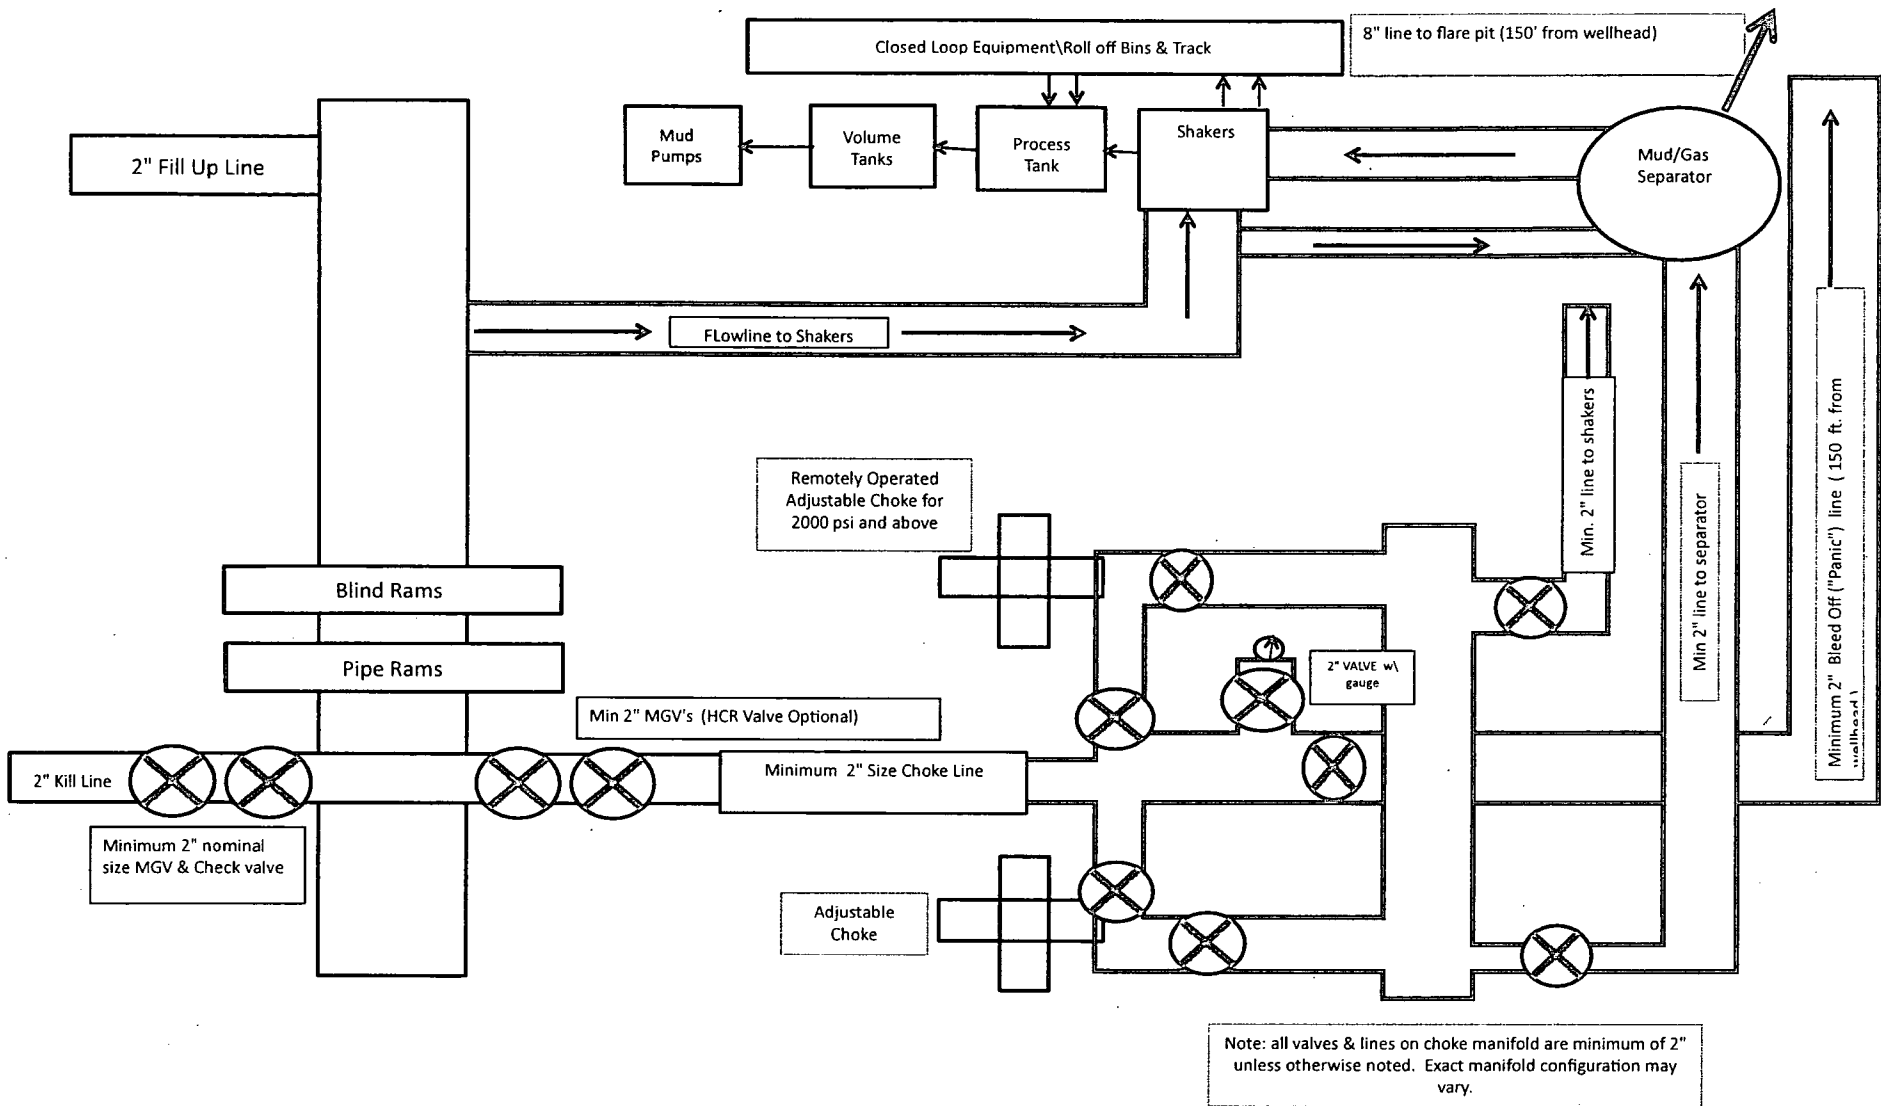 Closed Loop Equipment\Roll off Bins & Track
8" line to flare pit (150' from wellhead)
2" Fill Up Line
Mud
Pumps
Volume
Tanks
Process
Tank
Shakers
Mud/Gas
Separator
FLowline to Shakers
Remotely Operated
Adjustable Choke for
2000 psi and above
Blind Rams
Pipe Rams
2" VALVE w\
gauge
Min. 2" line to shakers
Min 2" line to separator
Minimum 2" Bleed Off ("Panic") line ( 150 ft. from
wellhead)
Min 2" MGV's (HCR Valve Optional)
2" Kill Line
Minimum 2" Size Choke Line
Minimum 2" nominal
size MGV & Check valve
Adjustable
Choke
Note: all valves & lines on choke manifold are minimum of 2"
unless otherwise noted. Exact manifold configuration may
vary.